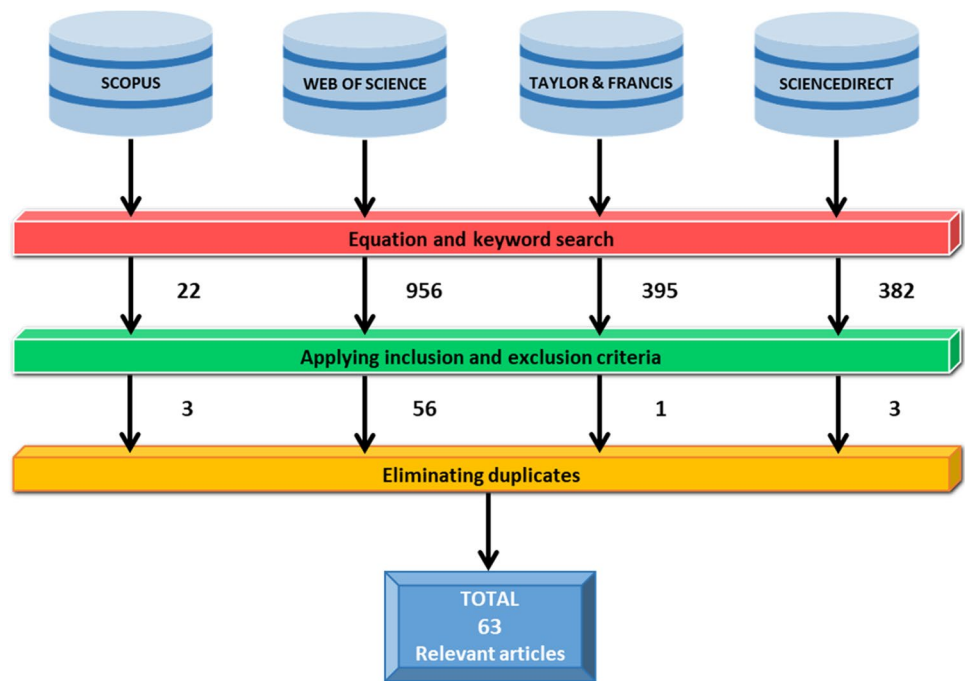 SCOPUS
WEB OF SCIENCE
TAYLOR & FRANCIS
SCIENCEDIRECT
Equation and keyword search
22
956
395
382
Applying inclusion and exclusion criteria
3
56
1
3
Eliminating duplicates
TOTAL
63
Relevant articles